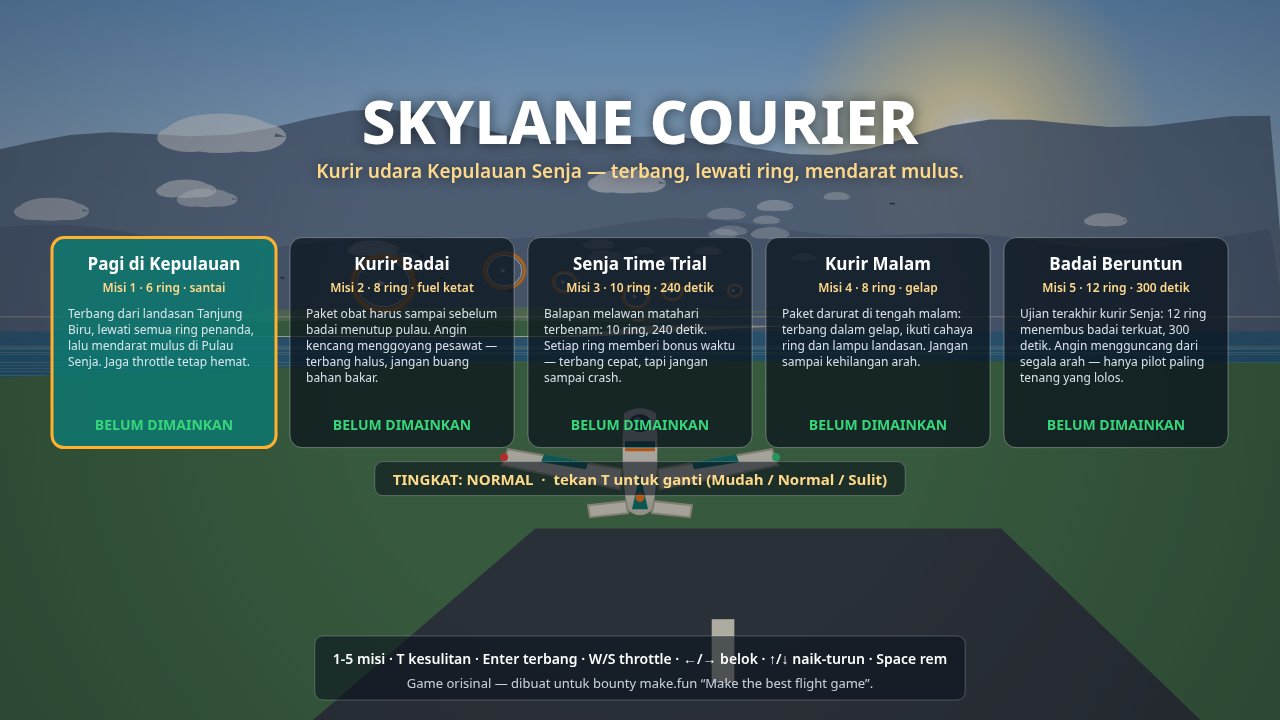 SKYLANE COURIER
Kurir udara Kepulauan Senja — terbang, lewati ring, mendarat mulus.
Pagi di Kepulauan
Misi 1 · 6 ring · santai
Terbang dari landasan Tanjung
Biru, lewati semua ring penanda,
lalu mendarat mulus di Pulau
Senja. Jaga throttle tetap hemat.
BELUM DIMAINKAN
Kurir Badai
Misi 2 · 8 ring · fuel ketat
Paket obat harus sampai sebelum
badai menutup pulau. Angin
kencang menggoyang pesawat —
terbang halus, jangan buang
bahan bakar.
BELUM DIMAINKAN
Senja Time Trial
Misi 3 · 10 ring · 240 detik
Balapan melawan matahari
terbenam: 10 ring, 240 detik.
Setiap ring memberi bonus waktu
— terbang cepat, tapi jangan
sampai crash.
BELUM DIMAINKAN
Kurir Malam
Misi 4 · 8 ring · gelap
Paket darurat di tengah malam:
terbang dalam gelap, ikuti cahaya
ring dan lampu landasan. Jangan
sampai kehilangan arah.
BELUM DIMAINKAN
Badai Beruntun
Misi 5 · 12 ring · 300 detik
Ujian terakhir kurir Senja: 12 ring
menembus badai terkuat, 300
detik. Angin mengguncang dari
segala arah — hanya pilot paling
tenang yang lolos.
BELUM DIMAINKAN
TINGKAT: NORMAL · tekan T untuk ganti (Mudah / Normal / Sulit)
1-5 misi · T kesulitan · Enter terbang · W/S throttle · ←/→ belok · ↑/↓ naik-turun · Space rem
Game orisinal — dibuat untuk bounty make.fun “Make the best flight game”.